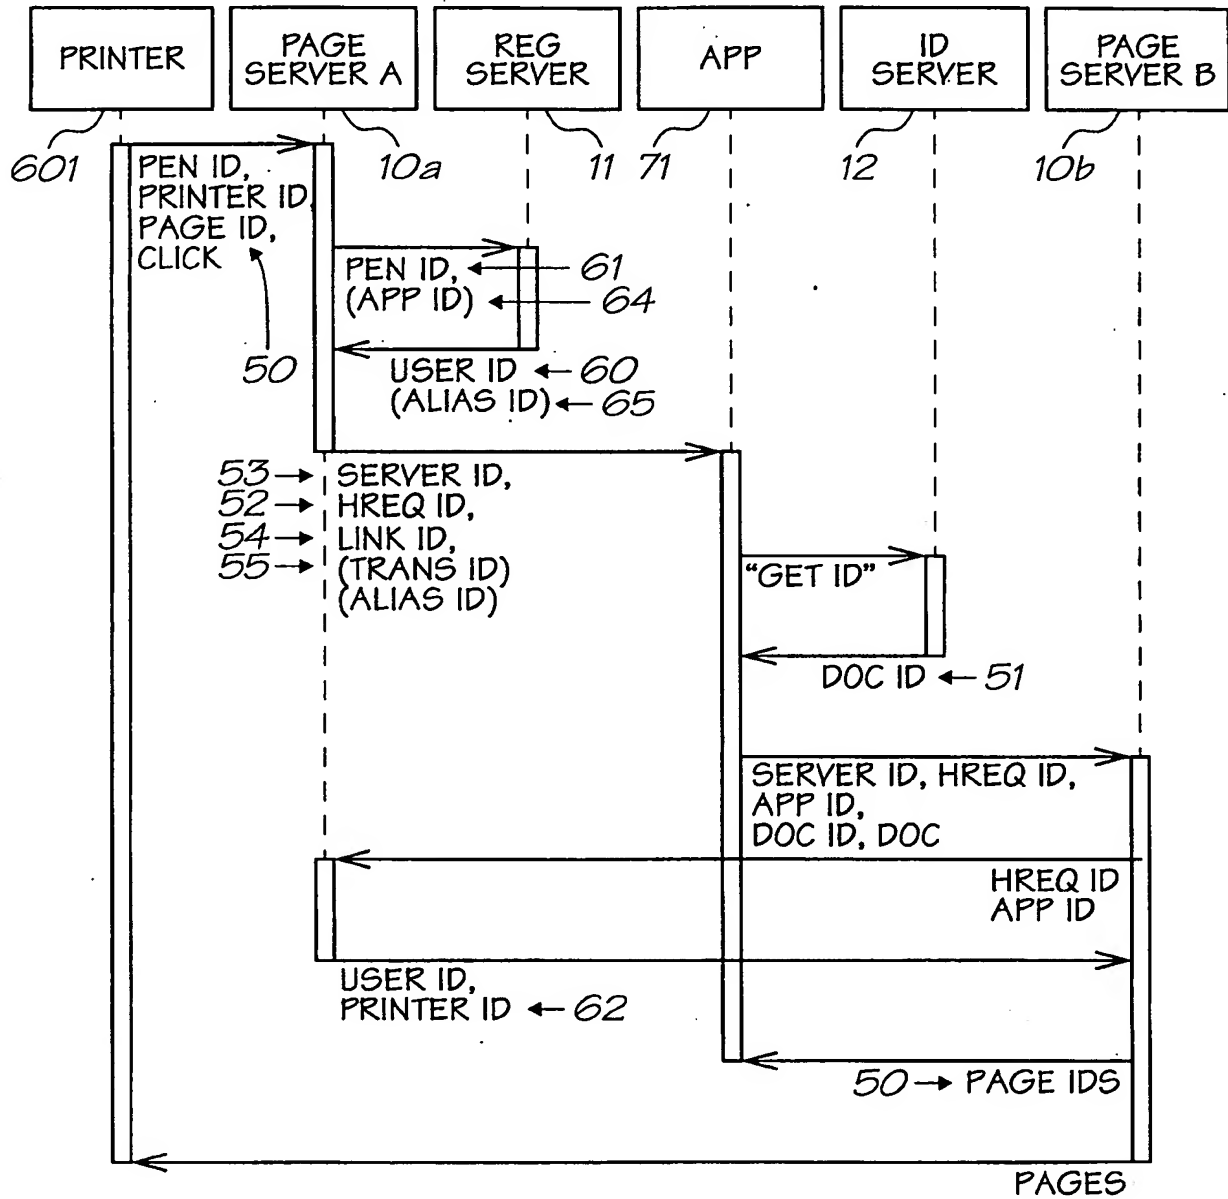 PRINTER
PAGE
SERVER A
REG
SERVER
APP
ID
SERVER
PAGE
SERVER B
601
10a
11
71
12
10b
PEN ID,
PRINTER ID,
PAGE ID,
CLICK
50
PEN ID,
61
(APP ID)
64
USER ID
60
(ALIAS ID)
65
53
SERVER ID,
52
HREQ ID,
54
LINK ID,
55
(TRANS ID)
(ALIAS ID)
"GET ID"
DOC ID
51
SERVER ID, HREQ ID,
APP ID,
DOC ID, DOC
HREQ ID
APP ID
USER ID,
PRINTER ID
62
50
PAGE IDS
PAGES